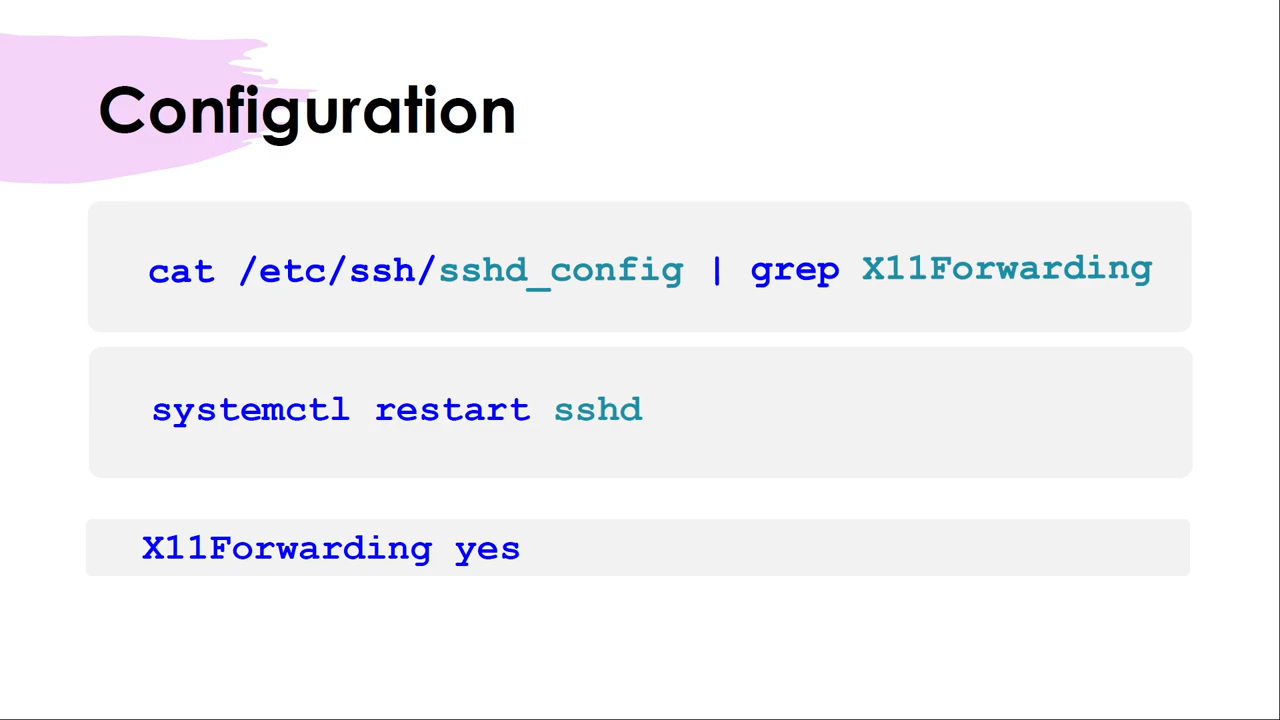 Configuration
cat /etc/ssh/sshd_config | grep X11Forwarding
systemctl restart sshd
X11Forwarding yes